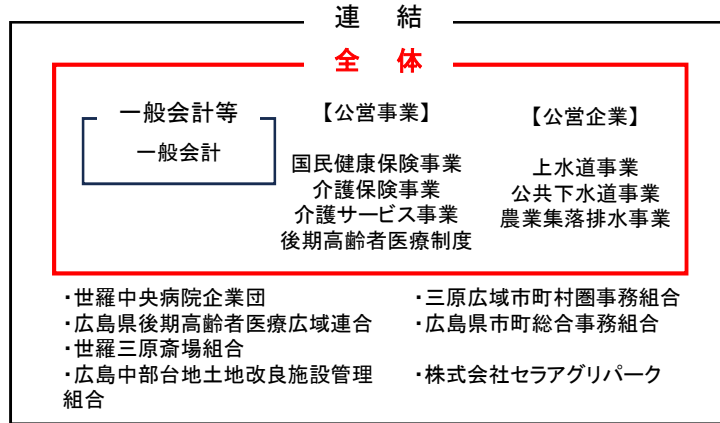 連 結
全 体
一般会計等
一般会計
【公営事業】
国民健康保険事業
介護保険事業
介護サービス事業
後期高齢者医療制度
【公営企業】
上水道事業
公共下水道事業
農業集落排水事業
・世羅中央病院企業団
・広島県後期高齢者医療広域連合
・世羅三原斎場組合
・広島中部台地土地改良施設管理
組合
・三原広域市町村圏事務組合
・広島県市町総合事務組合
・株式会社セラアグリパーク